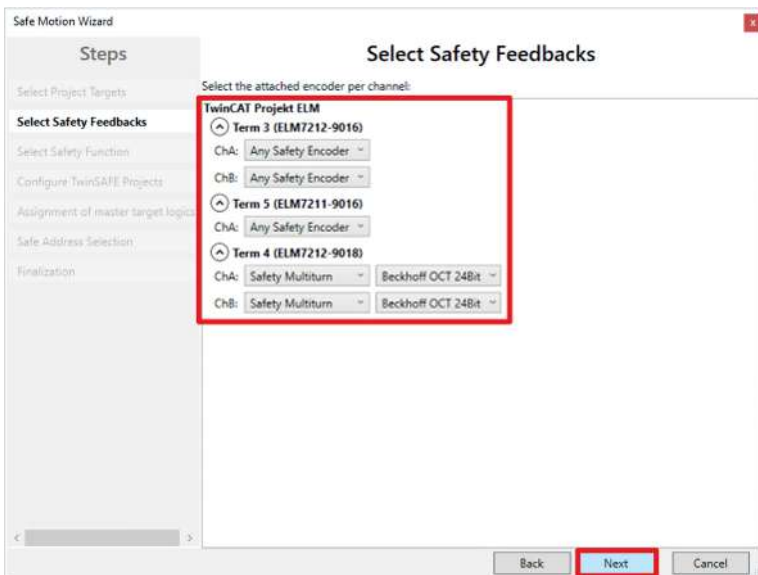 Safe Motion Wizard
x
Steps
Select Project Targets
Select Safety Feedbacks
Select Safety Function
Configure TwinSAFE Projects
Assignment of master target logics
Safe Address Selection
Finalization
Select Safety Feedbacks
Select the attached encoder per channel:
TwinCAT Projekt ELM
Term 3 (ELM7212-9016)
ChA: Any Safety Encoder
ChB: Any Safety Encoder
Term 5 (ELM7211-9016)
ChA: Any Safety Encoder
Term 4 (ELM7212-9018)
ChA: Safety Multiturn Beckhoff OCT 24Bit
ChB: Safety Multiturn Beckhoff OCT 24Bit
Back Next Cancel